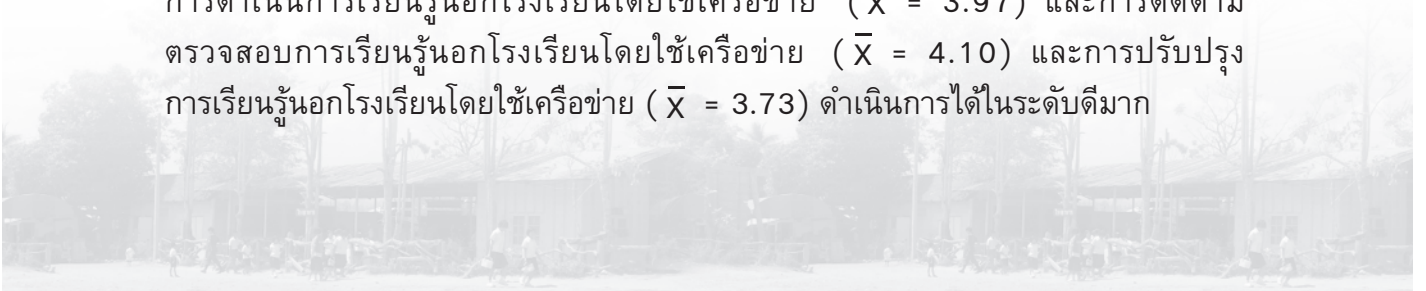 การดำเนินการเรียนรู้นอกโรงเรียนโดยใช้เครือข่าย ( x̅ = 3.97) และการติดตาม
ตรวจสอบการเรียนรู้นอกโรงเรียนโดยใช้เครือข่าย ( x̅ = 4.10) และการปรับปรุง
การเรียนรู้นอกโรงเรียนโดยใช้เครือข่าย ( x̅ = 3.73) ดำเนินการได้ในระดับดีมาก